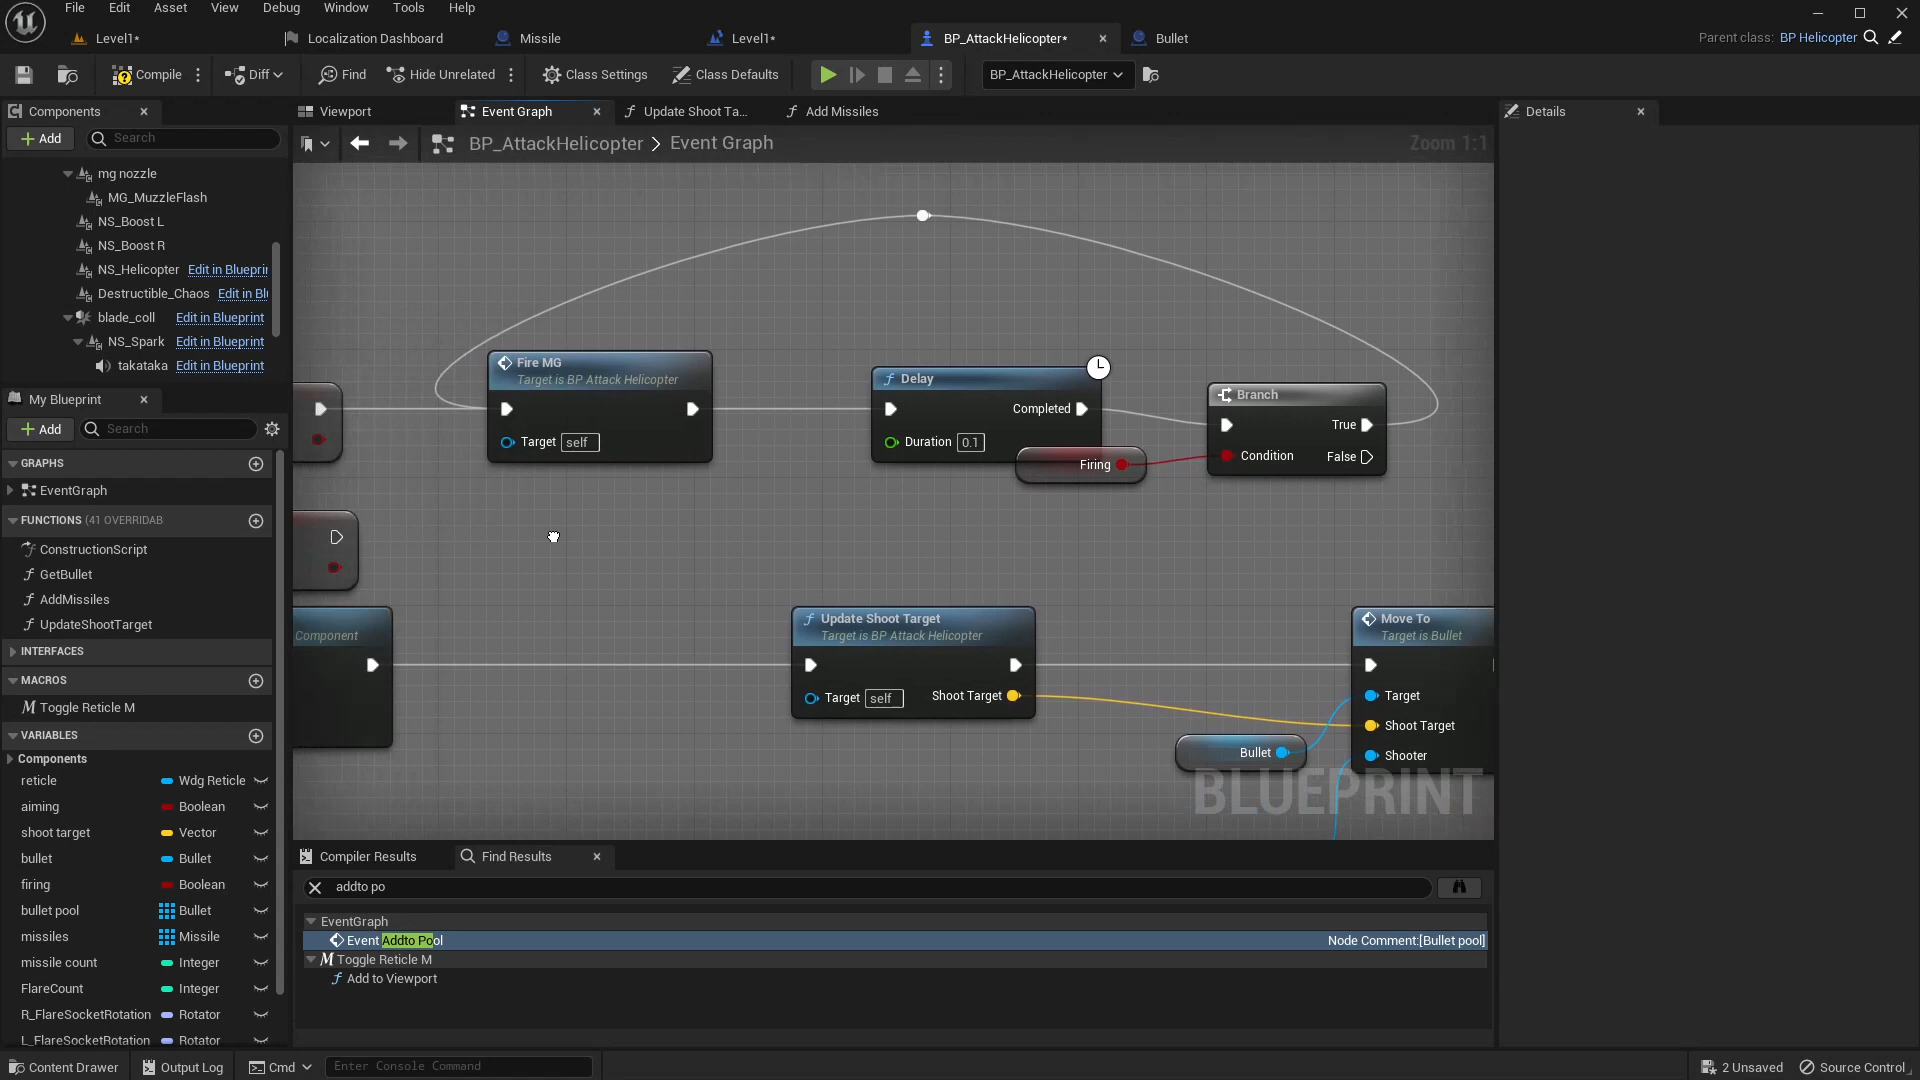 File Edit Asset View Debug Window Tools Help
Level1* Localization Dashboard Missile Level1* BP_AttackHelicopter* Bullet Parent class: BP Helicopter
Compile Diff Find Hide Unrelated Class Settings Class Defaults BP_AttackHelicopter
Components Viewport Event Graph Update Shoot Ta... Add Missiles Details
Add Search BP_AttackHelicopter > Event Graph Zoom 1:1
mg nozzle
MG_MuzzleFlash
NS_Boost L
NS_Boost R
NS_Helicopter Edit in Blueprin
Destructible_Chaos Edit in Bl
blade_coll Edit in Blueprint
NS_Spark Edit in Blueprint
takataka Edit in Blueprint
Fire MG
Target is BP Attack Helicopter
Target self
Delay
Completed
Duration 0.1
Firing
Branch
True
Condition False
My Blueprint
Add Search
GRAPHS
EventGraph
FUNCTIONS (41 OVERRIDAB
ConstructionScript
GetBullet
AddMissiles
UpdateShootTarget
INTERFACES
MACROS
Toggle Reticle M
VARIABLES
Components
reticle Wdg Reticle
aiming Boolean
shoot target Vector
bullet Bullet
firing Boolean
bullet pool Bullet
missiles Missile
missile count Integer
FlareCount Integer
R_FlareSocketRotation Rotator
L_FlareSocketRotation Rotator
Component
Update Shoot Target
Target is BP Attack Helicopter
Target self Shoot Target
Bullet
Move To
Target is Bullet
Target
Shoot Target
Shooter
BLUEPRINT
Compiler Results Find Results
addto po
EventGraph
Event Addto Pool Node Comment:[Bullet pool]
Toggle Reticle M
Add to Viewport
Content Drawer Output Log Cmd Enter Console Command 2 Unsaved Source Control